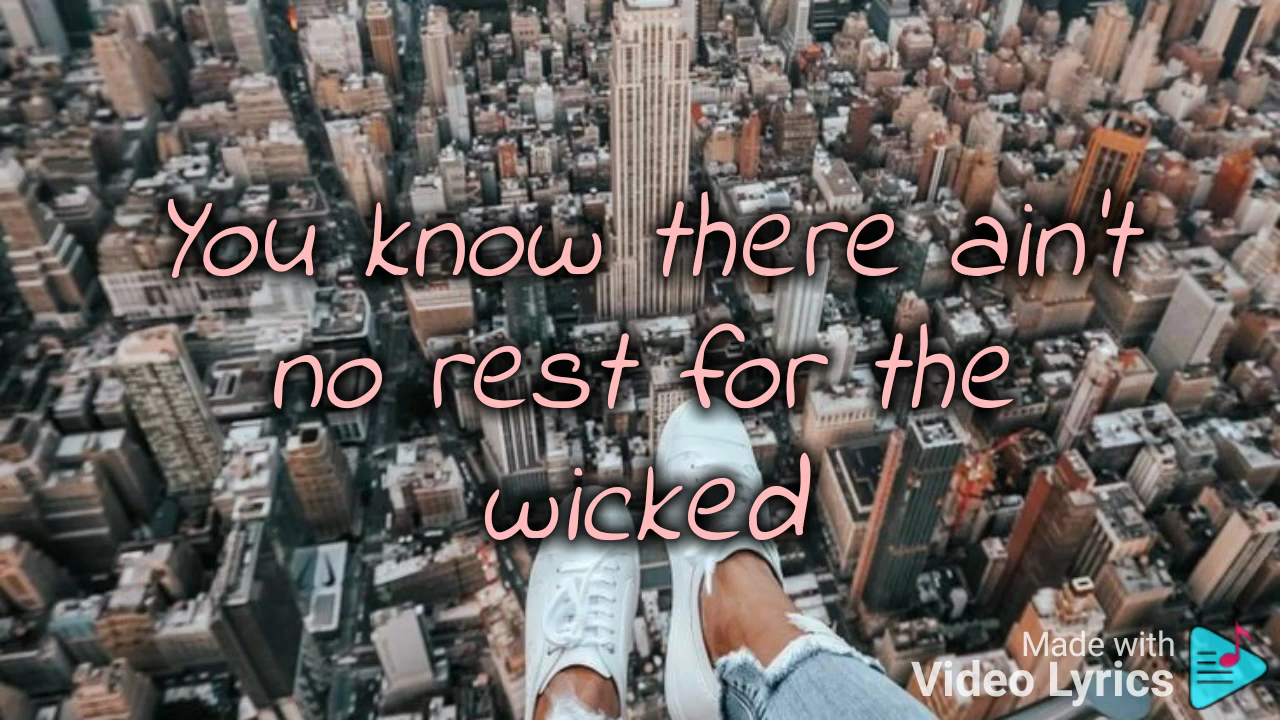 You know there ain't
no rest for the
wicked
Made with
Video Lyrics